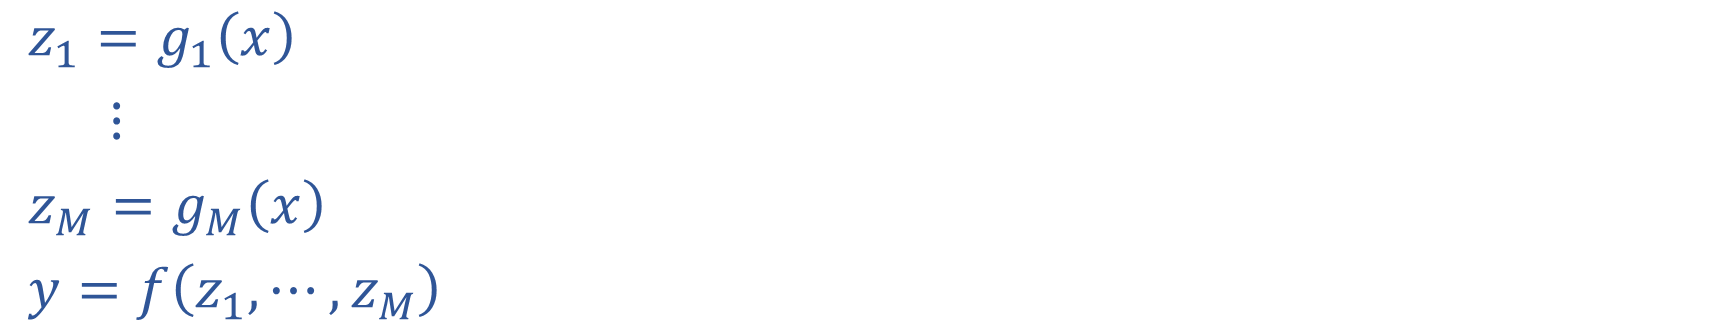 z₁ = g₁(x)
⋮
z_M = g_M(x)
y = f(z₁, ⋯ , z_M)